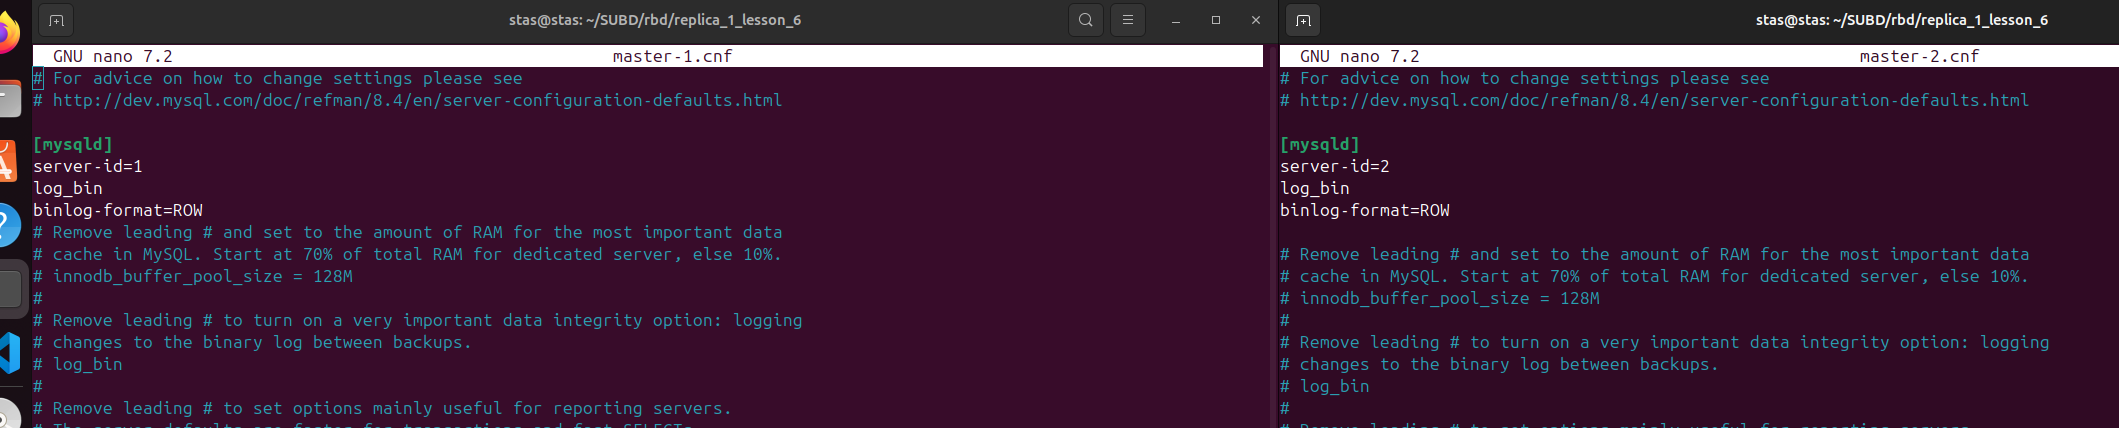 stas@stas: ~/SUBD/rbd/replica_1_lesson_6
GNU nano 7.2 master-1.cnf
# For advice on how to change settings please see
# http://dev.mysql.com/doc/refman/8.4/en/server-configuration-defaults.html
[mysqld]
server-id=1
log_bin
binlog-format=ROW
# Remove leading # and set to the amount of RAM for the most important data
# cache in MySQL. Start at 70% of total RAM for dedicated server, else 10%.
# innodb_buffer_pool_size = 128M
#
# Remove leading # to turn on a very important data integrity option: logging
# changes to the binary log between backups.
# log_bin
#
# Remove leading # to set options mainly useful for reporting servers.
stas@stas: ~/SUBD/rbd/replica_1_lesson_6
GNU nano 7.2 master-2.cnf
# For advice on how to change settings please see
# http://dev.mysql.com/doc/refman/8.4/en/server-configuration-defaults.html
[mysqld]
server-id=2
log_bin
binlog-format=ROW
# Remove leading # and set to the amount of RAM for the most important data
# cache in MySQL. Start at 70% of total RAM for dedicated server, else 10%.
# innodb_buffer_pool_size = 128M
#
# Remove leading # to turn on a very important data integrity option: logging
# changes to the binary log between backups.
# log_bin
#